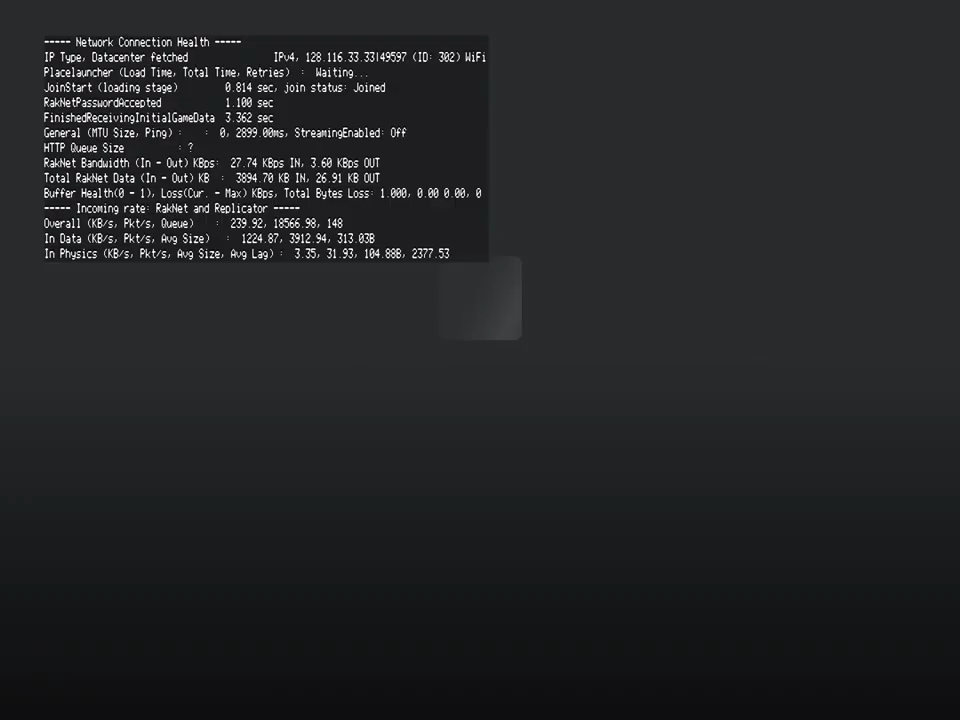 ----- Network Connection Health -----
IP Type, Datacenter fetched IPv4, 128.116.33.33|49597 (ID: 302) WiFi
Placelauncher (Load Time, Total Time, Retries) : Waiting...
JoinStart (loading stage) 0.814 sec, join status: Joined
RakNetPasswordAccepted 1.100 sec
FinishedReceivingInitialGameData 3.362 sec
General (MTU Size, Ping) : : 0, 2899.00ms, StreamingEnabled: Off
HTTP Queue Size : ?
RakNet Bandwidth (In - Out) KBps: 27.74 KBps IN, 3.60 KBps OUT
Total RakNet Data (In - Out) KB : 3894.70 KB IN, 26.91 KB OUT
Buffer Health(0 - 1), Loss(Cur. - Max) KBps, Total Bytes Loss: 1.000, 0.00 0.00, 0
----- Incoming rate: RakNet and Replicator -----
Overall (KB/s, Pkt/s, Queue) : 239.92, 18566.98, 148
In Data (KB/s, Pkt/s, Avg Size) : 1224.87, 3912.94, 313.03B
In Physics (KB/s, Pkt/s, Avg Size, Avg Lag) : 3.35, 31.93, 104.88B, 2377.53